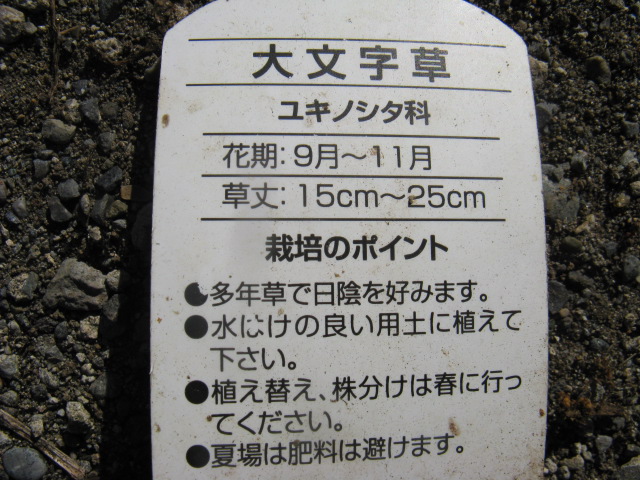 大文字草
ユキノシタ科
花期：9月～11月
草丈：15cm～25cm
栽培のポイント
●多年草で日陰を好みます。
●水はけの良い用土に植えて
下さい。
●植え替え、株分けは春に行っ
てください。
●夏場は肥料は避けます。